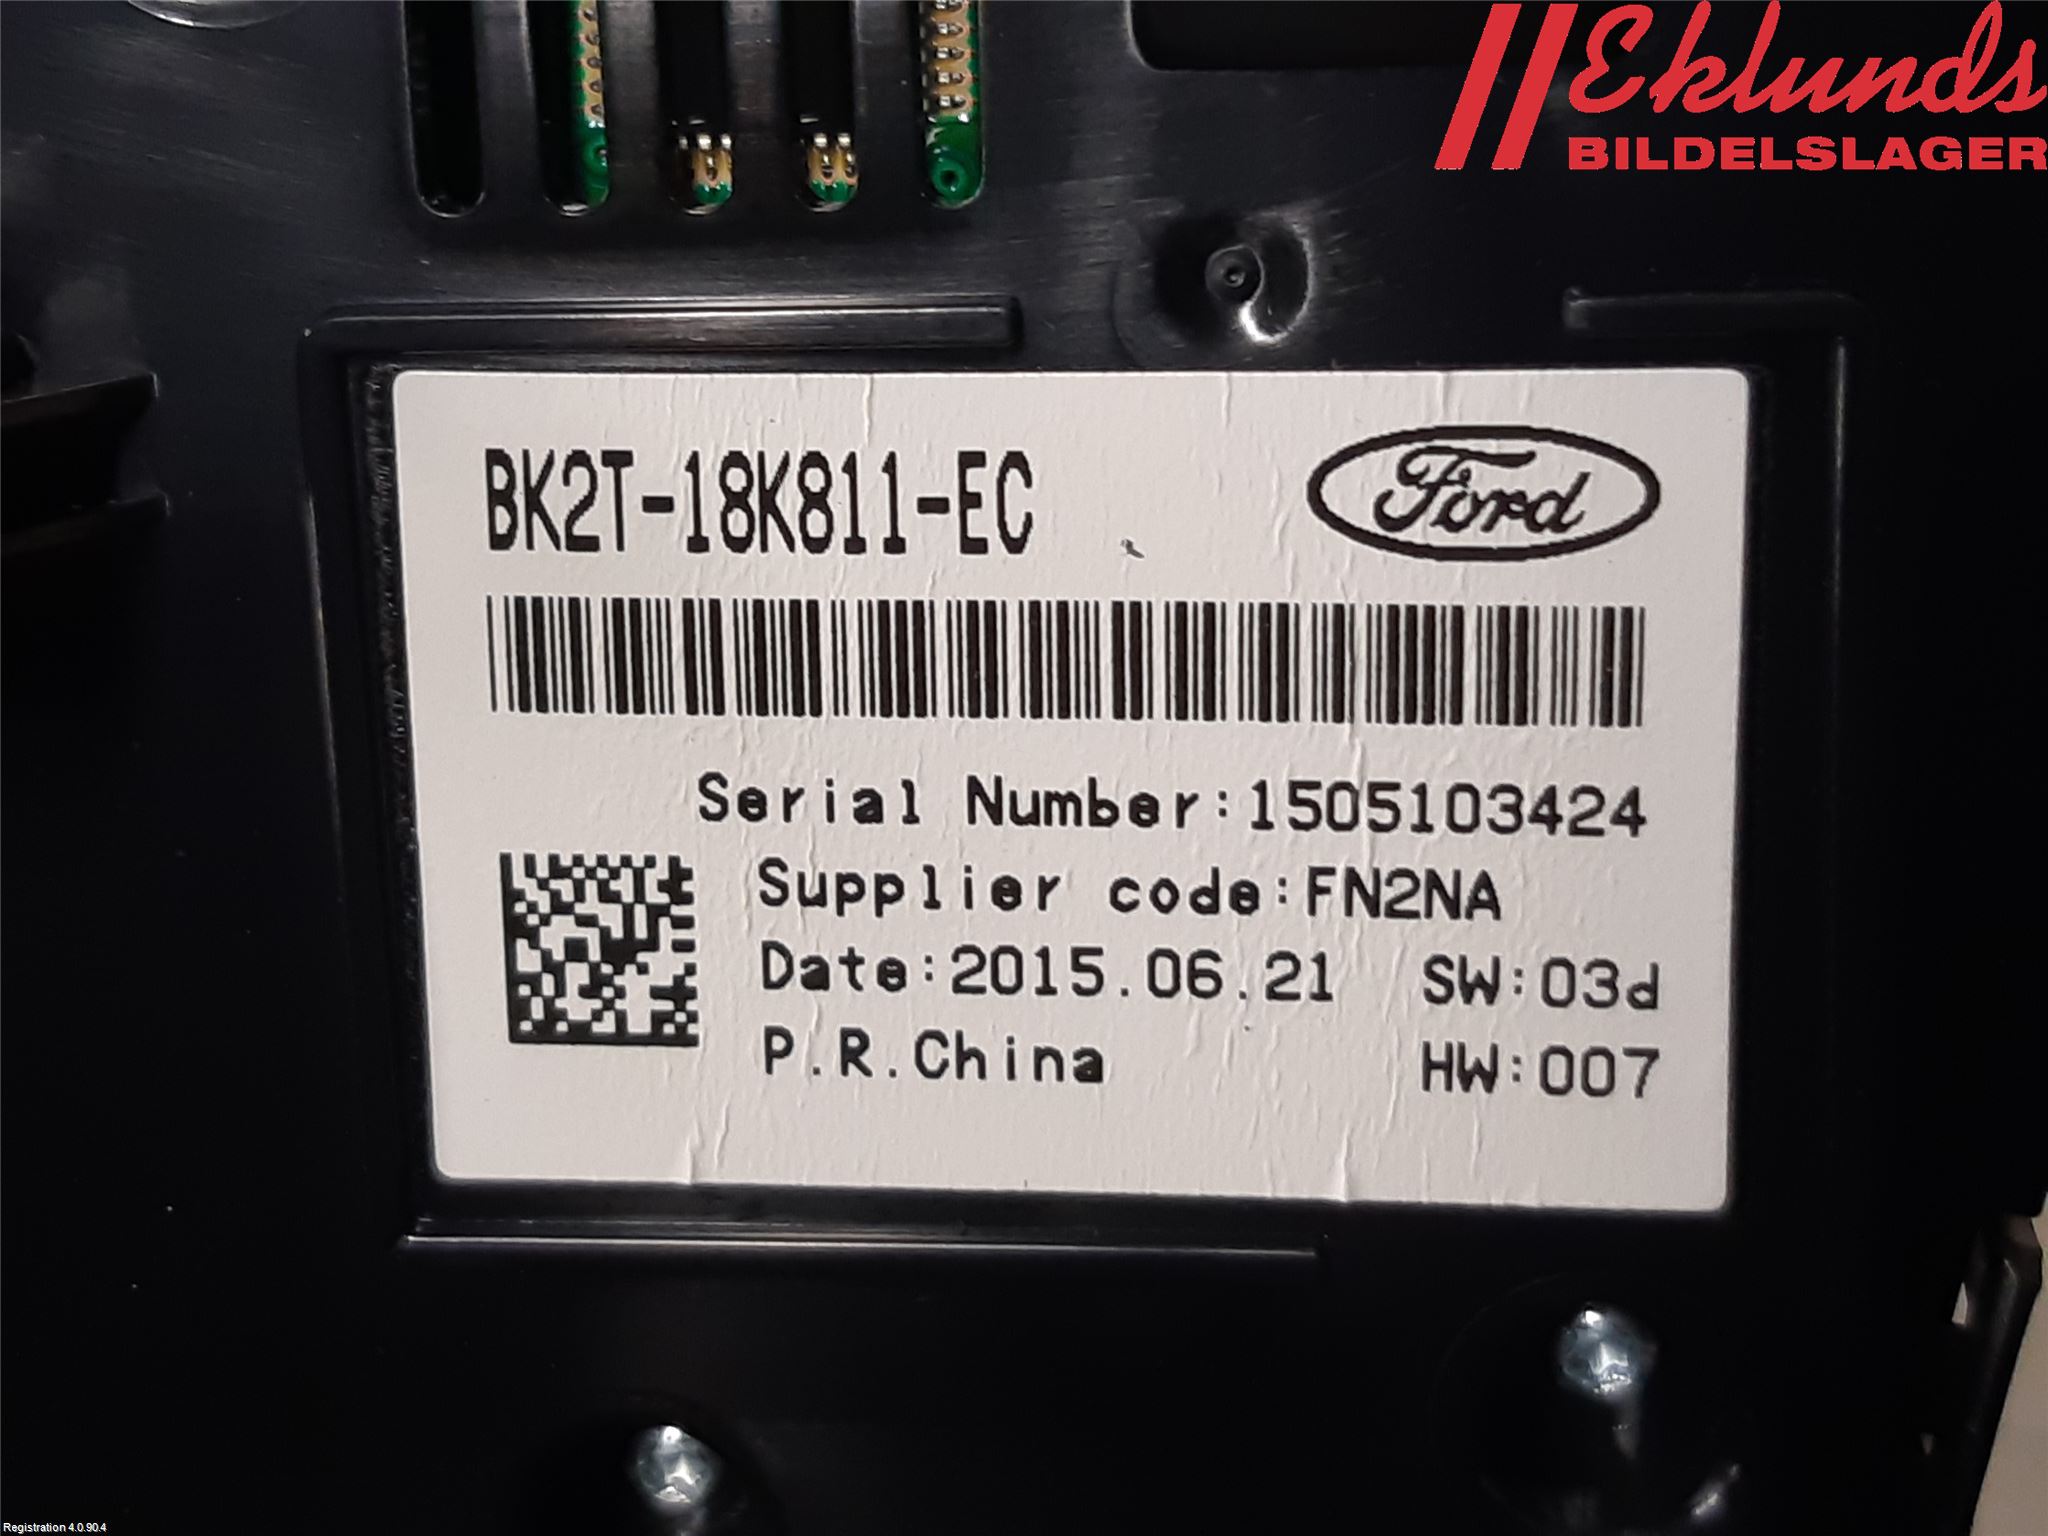 Eklunds
BILDELSLAGER
BK2T-18K811-EC
Ford
Serial Number:1505103424
Supplier code:FN2NA
Date:2015.06.21 SW:03d
P.R.China HW:007
Registration 4.0.90.4